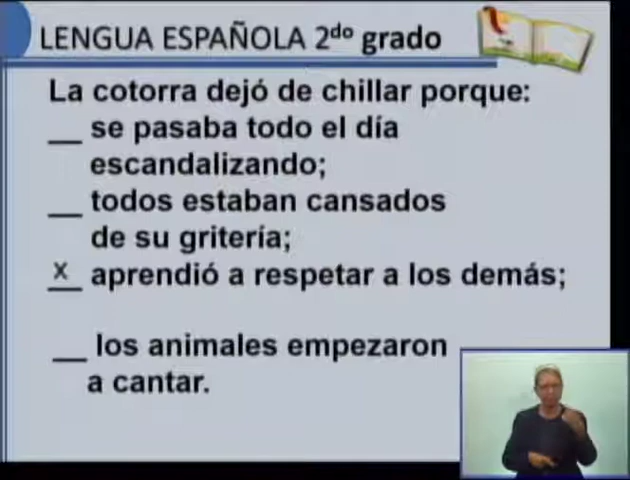 LENGUA ESPAÑOLA 2do grado
La cotorra dejó de chillar porque:
__ se pasaba todo el día
escandalizando;
__ todos estaban cansados
de su gritería;
x aprendió a respetar a los demás;
__ los animales empezaron
a cantar.